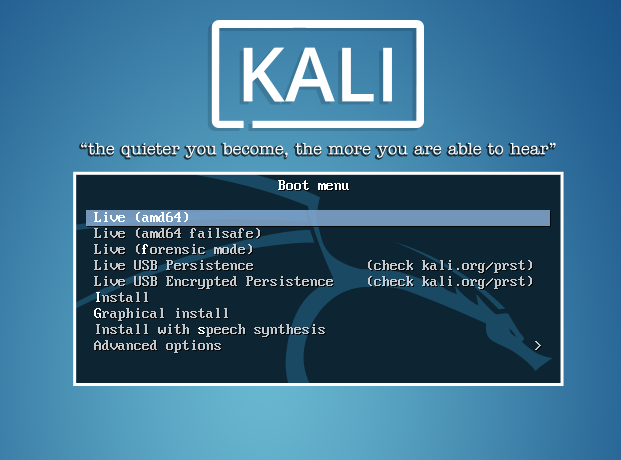 KALI
“the quieter you become, the more you are able to hear”
Boot menu
Live (amd64)
Live (amd64 failsafe)
Live (forensic mode)
Live USB Persistence (check kali.org/prst)
Live USB Encrypted Persistence (check kali.org/prst)
Install
Graphical install
Install with speech synthesis
Advanced options >